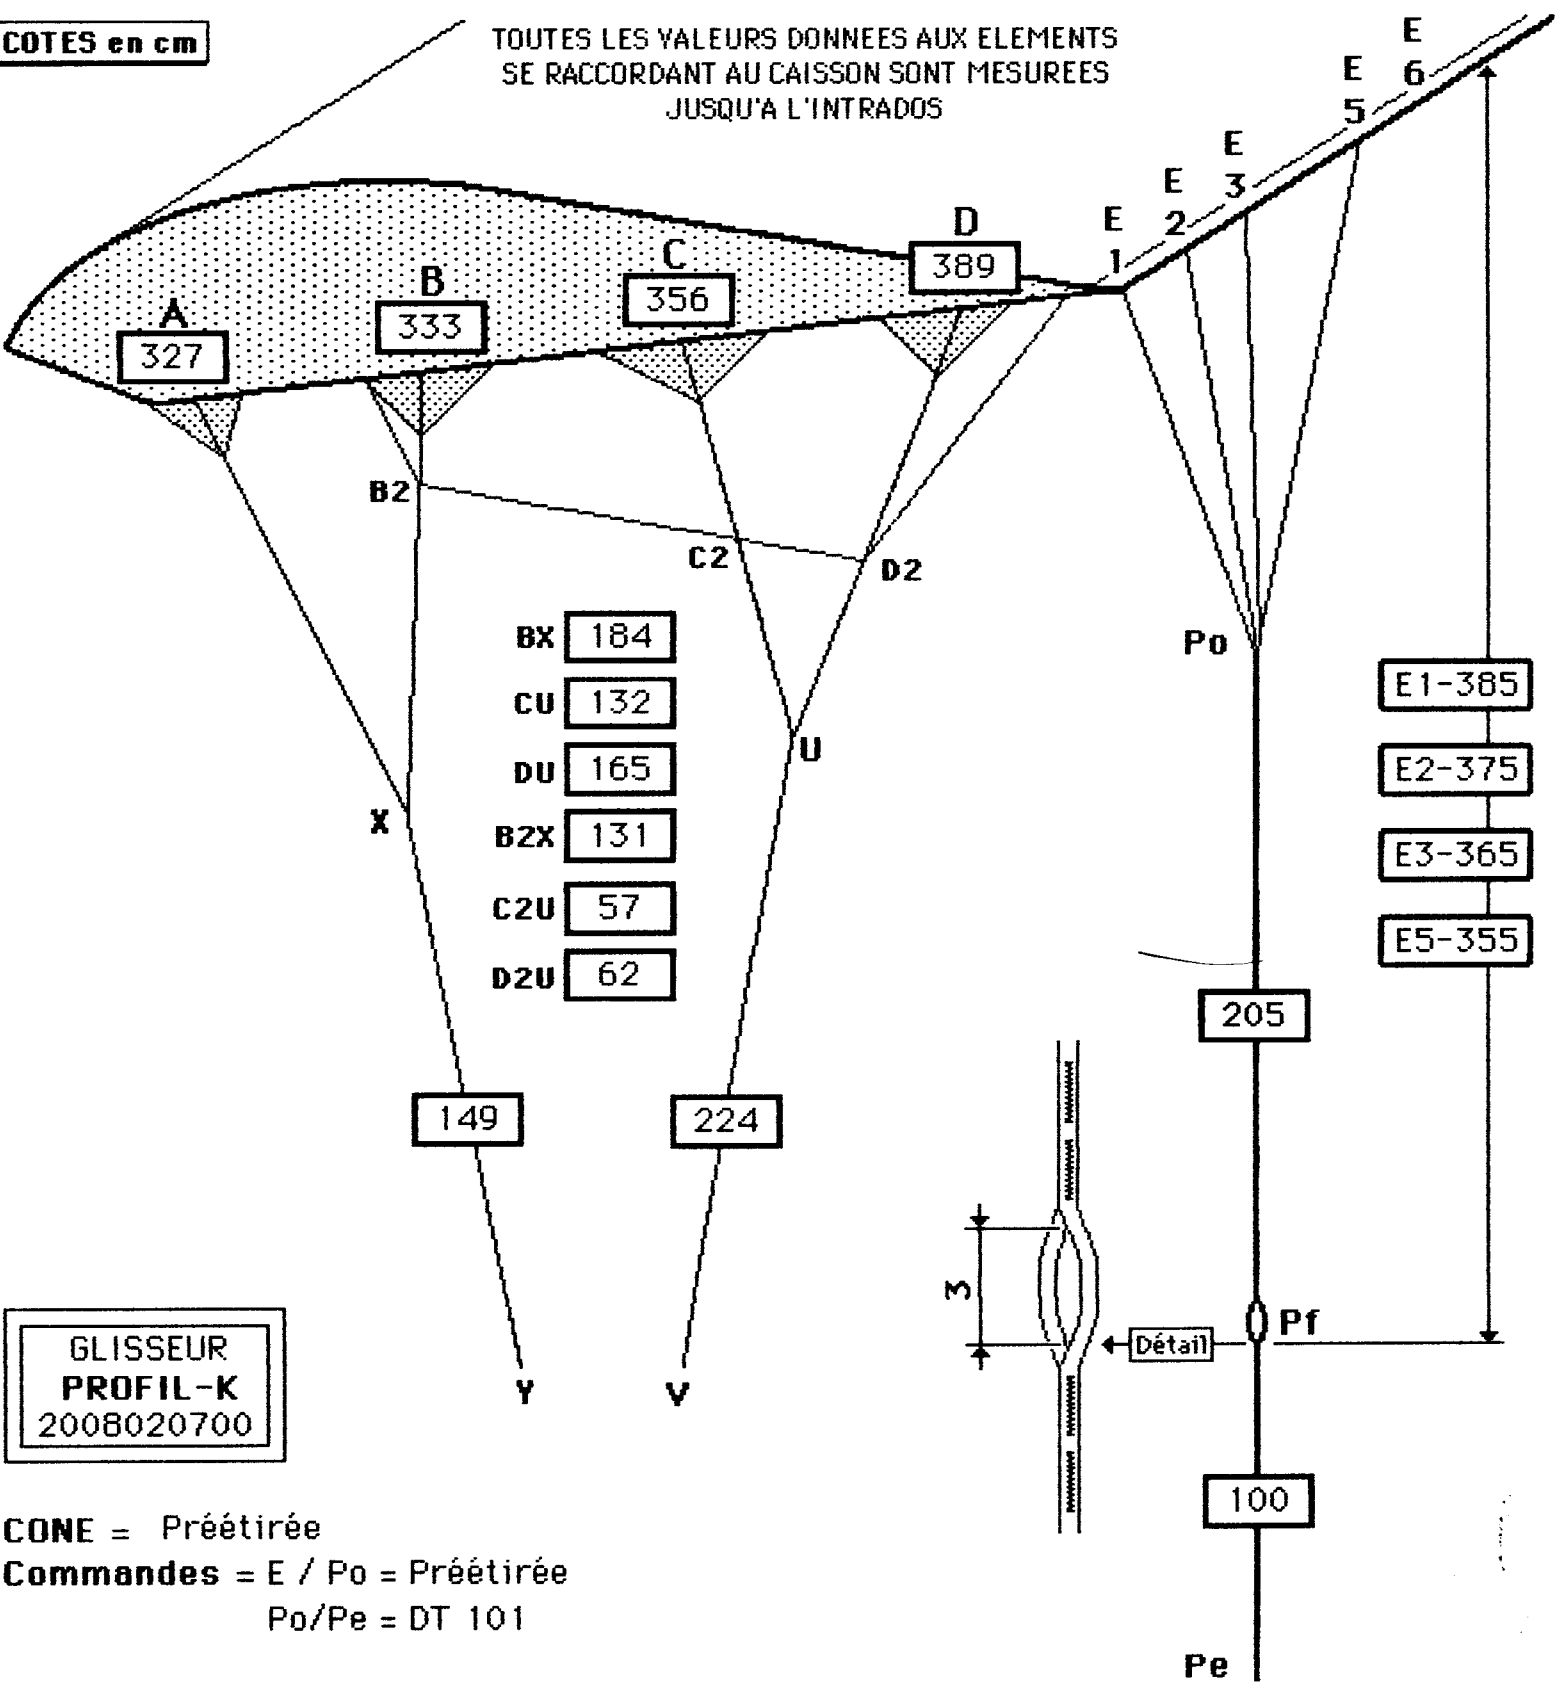 COTES en cm
TOUTES LES VALEURS DONNEES AUX ELEMENTS
SE RACCORDANT AU CAISSON SONT MESUREES
JUSQU'A L'INTRADOS
E
6
E
5
E
3
E
2
E
1
D
389
C
356
B
333
A
327
B2
C2
D2
BX 184
CU 132
DU 165
B2X 131
C2U 57
D2U 62
X
U
Po
E1-385
E2-375
E3-365
E5-355
205
149
224
3
Détail
Pf
Y
V
GLISSEUR
PROFIL-K
2008020700
100
CONE = Préétirée
Commandes = E / Po = Préétirée
Po/Pe = DT 101
Pe